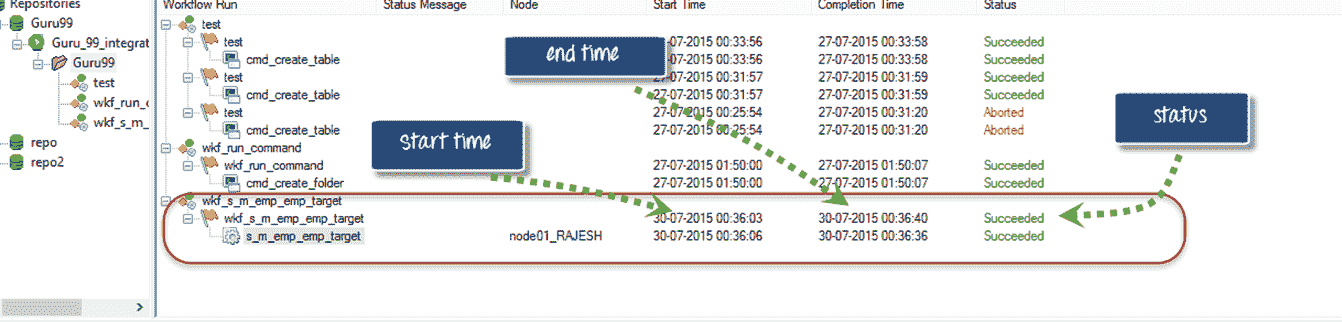 Repositories
Guru99
Guru_99_integrat
Guru99
test
wkf_run_c
wkf_s_m_
repo
repo2
Workflow Run Status Message Node Start Time Completion Time Status
test
test 27-07-2015 00:33:56 27-07-2015 00:33:58 Succeeded
cmd_create_table 27-07-2015 00:33:56 27-07-2015 00:33:58 Succeeded
test 27-07-2015 00:31:57 27-07-2015 00:31:59 Succeeded
cmd_create_table 27-07-2015 00:31:57 27-07-2015 00:31:59 Succeeded
test 27-07-2015 00:25:54 27-07-2015 00:31:20 Aborted
cmd_create_table 27-07-2015 00:25:54 27-07-2015 00:31:20 Aborted
wkf_run_command
wkf_run_command 27-07-2015 01:50:00 27-07-2015 01:50:07 Succeeded
cmd_create_folder 27-07-2015 01:50:00 27-07-2015 01:50:07 Succeeded
wkf_s_m_emp_emp_target
wkf_s_m_emp_emp_target 30-07-2015 00:36:03 30-07-2015 00:36:40 Succeeded
s_m_emp_emp_target node01_RAJESH 30-07-2015 00:36:06 30-07-2015 00:36:36 Succeeded
end time
start time
status